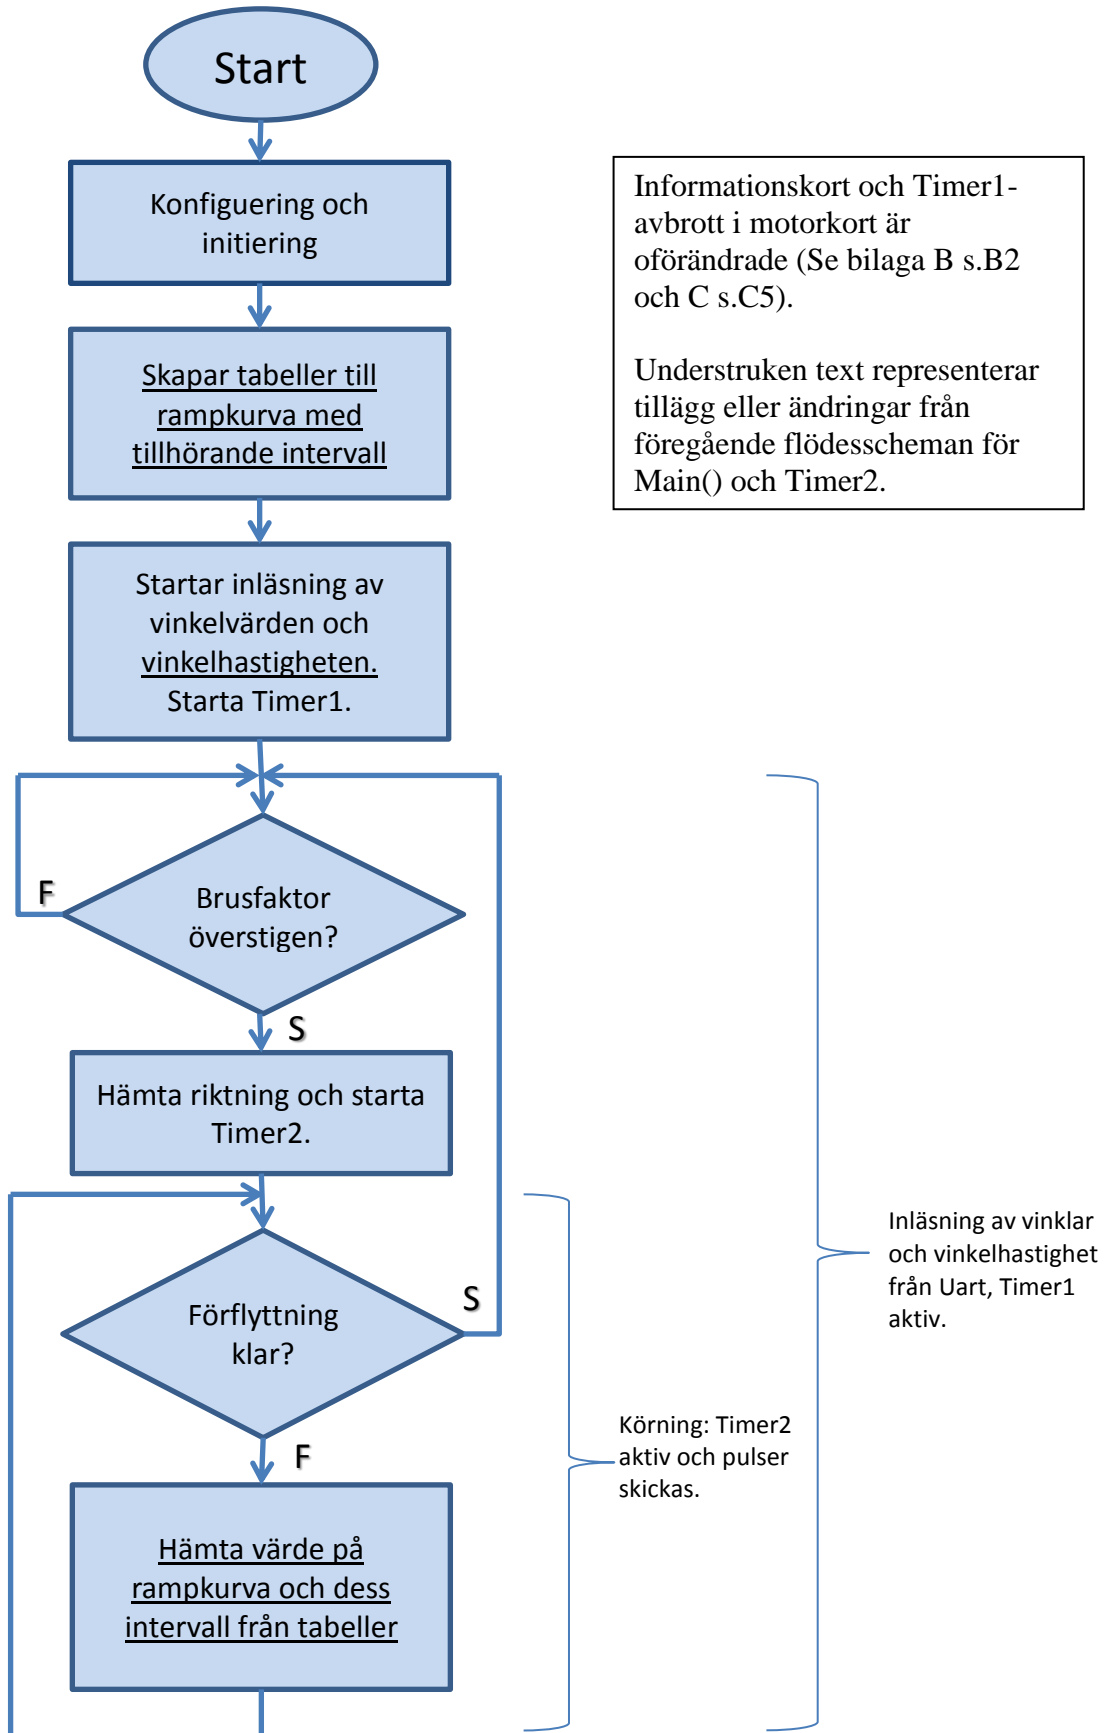 Start
Konfiguering och
initiering
Informationskort och Timer1-
avbrott i motorkort är
oförändrade (Se bilaga B s.B2
och C s.C5).
Understruken text representerar
tillägg eller ändringar från
föregående flödesscheman för
Main() och Timer2.
Skapar tabeller till
rampkurva med
tillhörande intervall
Startar inläsning av
vinkelvärden och
vinkelhastigheten.
Starta Timer1.
F
Brusfaktor
överstigen?
S
Hämta riktning och starta
Timer2.
Förflyttning
klar?
S
F
Hämta värde på
rampkurva och dess
intervall från tabeller
Körning: Timer2
aktiv och pulser
skickas.
Inläsning av vinklar
och vinkelhastighet
från Uart, Timer1
aktiv.